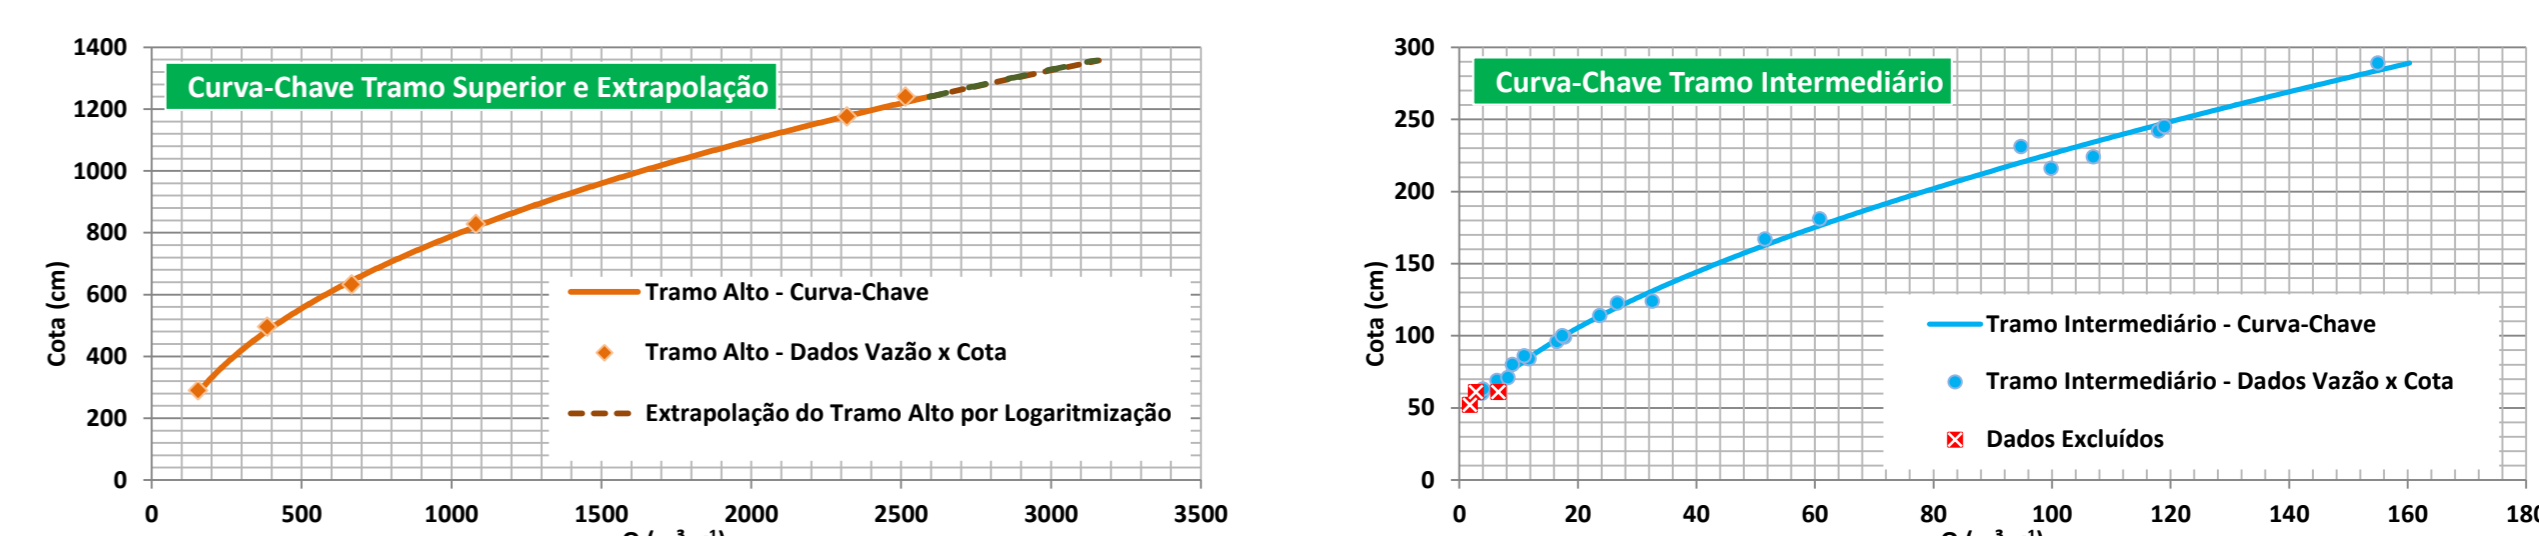 Curva-Chave Tramo Superior e Extrapolação
1400
1200
1000
800
600
400
200
0
Cota (cm)
Tramo Alto - Curva-Chave
Tramo Alto - Dados Vazão x Cota
Extrapolação do Tramo Alto por Logaritmização
0 500 1000 1500 2000 2500 3000 3500
Curva-Chave Tramo Intermediário
300
250
200
150
100
50
0
Cota (cm)
Tramo Intermediário - Curva-Chave
Tramo Intermediário - Dados Vazão x Cota
Dados Excluídos
0 20 40 60 80 100 120 140 160